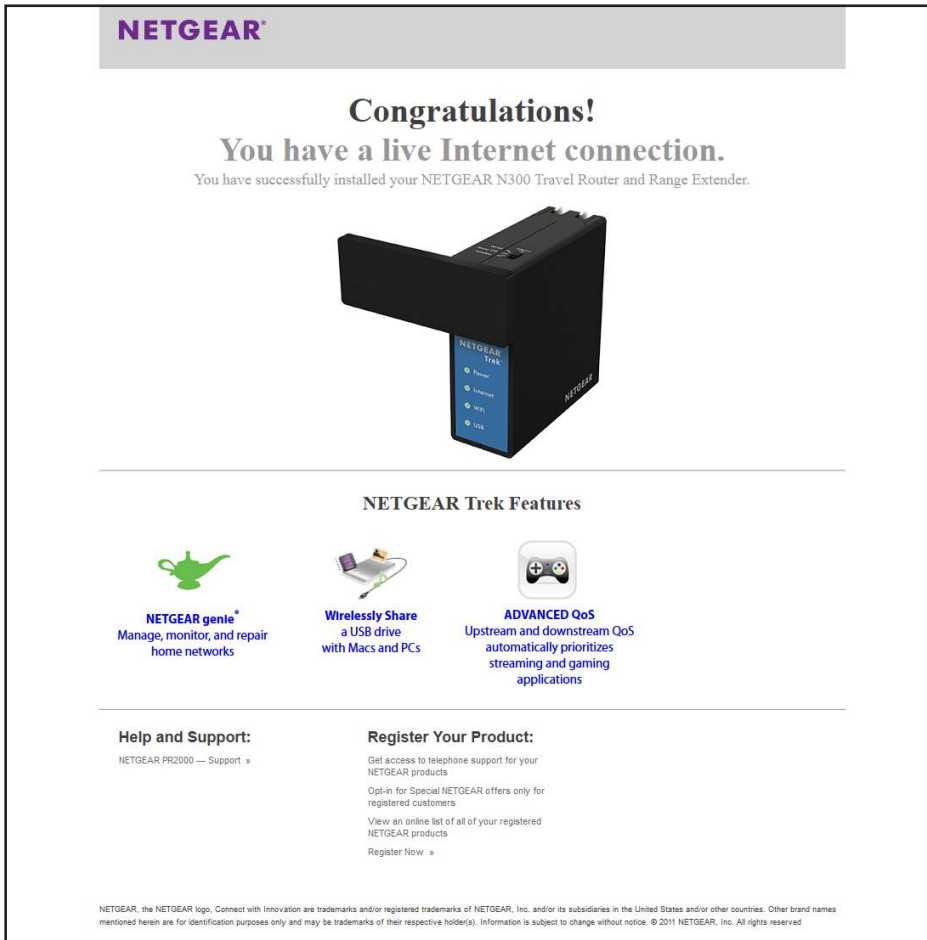 NETGEAR®
Congratulations!
You have a live Internet connection.
You have successfully installed your NETGEAR N300 Travel Router and Range Extender.
NETGEAR
Trek
Power
Internet
WiFi
USB
NETGEAR
NETGEAR Trek Features
NETGEAR genie®
Manage, monitor, and repair
home networks
Wirelessly Share
a USB drive
with Macs and PCs
ADVANCED QoS
Upstream and downstream QoS
automatically prioritizes
streaming and gaming
applications
Help and Support:
NETGEAR PR2000 — Support »
Register Your Product:
Get access to telephone support for your
NETGEAR products
Opt-in for Special NETGEAR offers only for
registered customers
View an online list of all of your registered
NETGEAR products
Register Now »
NETGEAR, the NETGEAR logo, Connect with Innovation are trademarks and/or registered trademarks of NETGEAR, Inc. and/or its subsidiaries in the United States and/or other countries. Other brand names
mentioned herein are for identification purposes only and may be trademarks of their respective holder(s). Information is subject to change without notice. © 2011 NETGEAR, Inc. All rights reserved